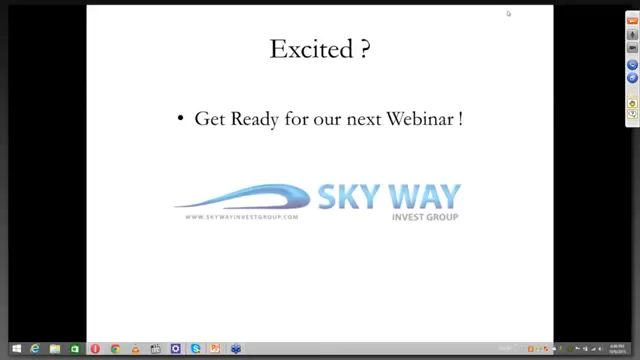 Excited ?
• Get Ready for our next Webinar !
SKY WAY
INVEST GROUP
WWW.SKYWAYINVESTGROUP.COM